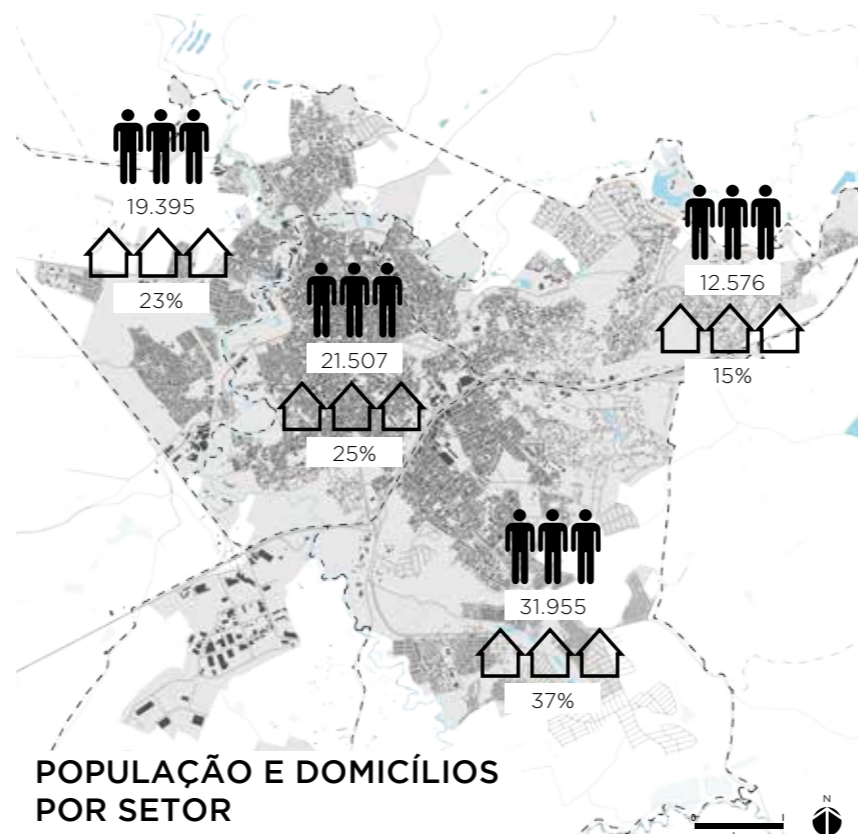 19.395
23%
12.576
15%
21.507
25%
31.955
37%
POPULAÇÃO E DOMICÍLIOS
POR SETOR
N